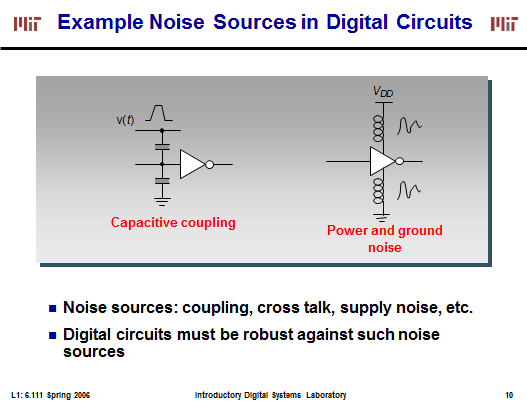 MIT Example Noise Sources in Digital Circuits MIT
VDD
v(t)
Capacitive coupling
Power and ground
noise
Noise sources: coupling, cross talk, supply noise, etc.
Digital circuits must be robust against such noise
sources
L1: 6.111 Spring 2006 Introductory Digital Systems Laboratory 10